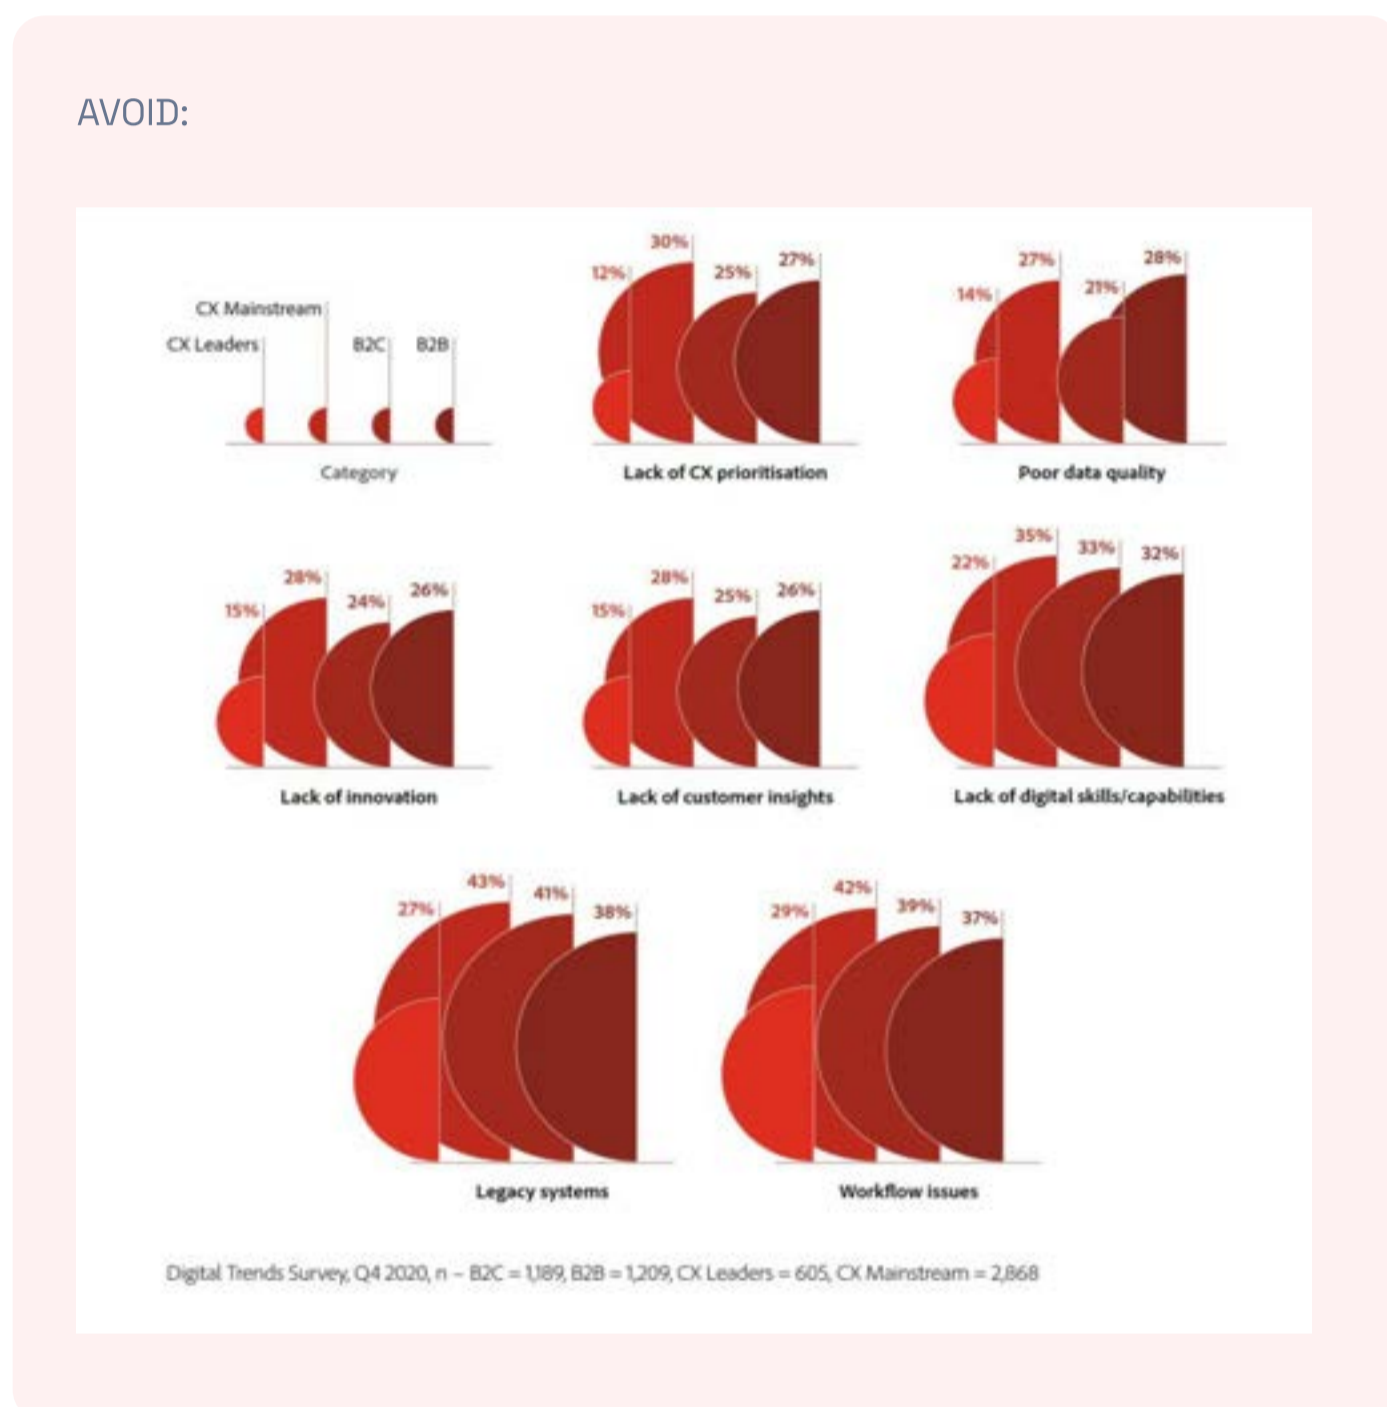 AVOID:
30%
12%
25%
27%
27%
14%
21%
28%
CX Mainstream
CX Leaders
B2C
B2B
Category
Lack of CX prioritisation
Poor data quality
28%
15%
24%
26%
28%
15%
25%
26%
35%
22%
33%
32%
Lack of innovation
Lack of customer insights
Lack of digital skills/capabilities
43%
27%
41%
38%
42%
29%
39%
37%
Legacy systems
Workflow issues
Digital Trends Survey, Q4 2020, n – B2C = 1,189, B2B = 1,209, CX Leaders = 605, CX Mainstream = 2,868